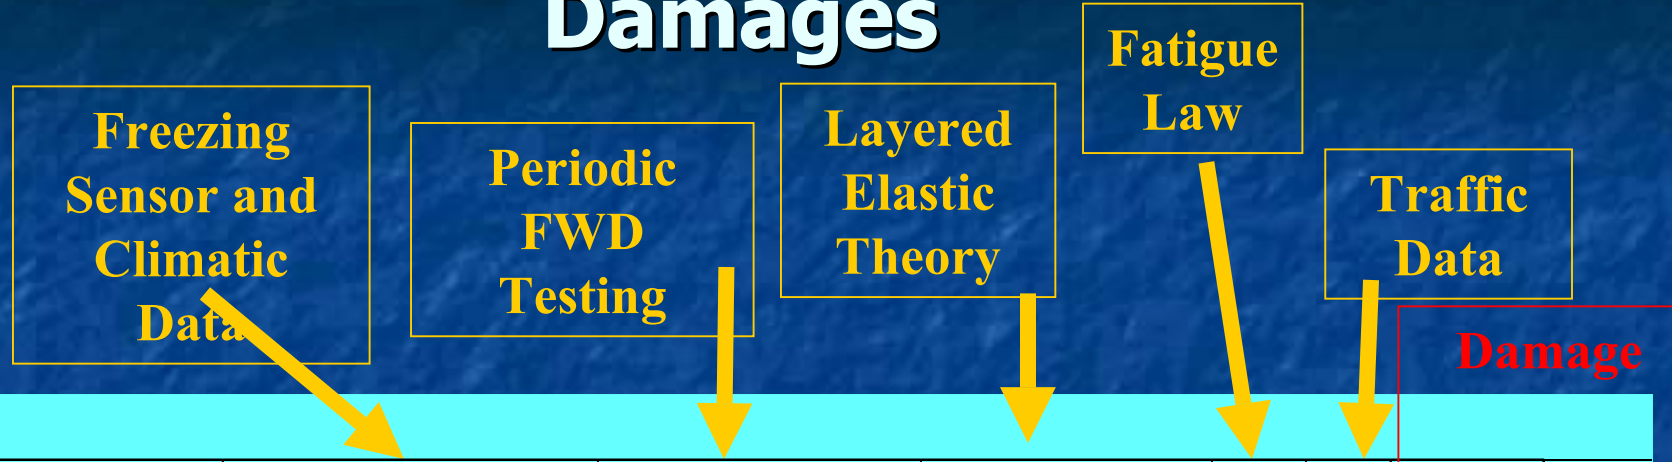 Damages
Freezing
Sensor and
Climatic
Data
Periodic
FWD
Testing
Layered
Elastic
Theory
Fatigue
Law
Traffic
Data
Damage